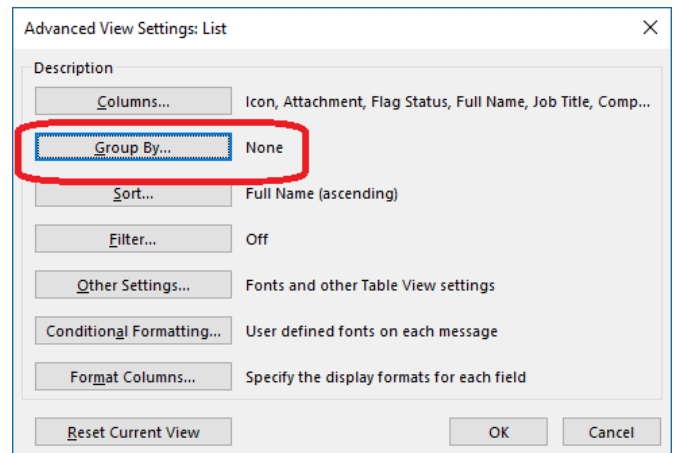 Advanced View Settings: List
Description
Columns... Icon, Attachment, Flag Status, Full Name, Job Title, Comp...
Group By... None
Sort... Full Name (ascending)
Filter... Off
Other Settings... Fonts and other Table View settings
Conditional Formatting... User defined fonts on each message
Format Columns... Specify the display formats for each field
Reset Current View OK Cancel